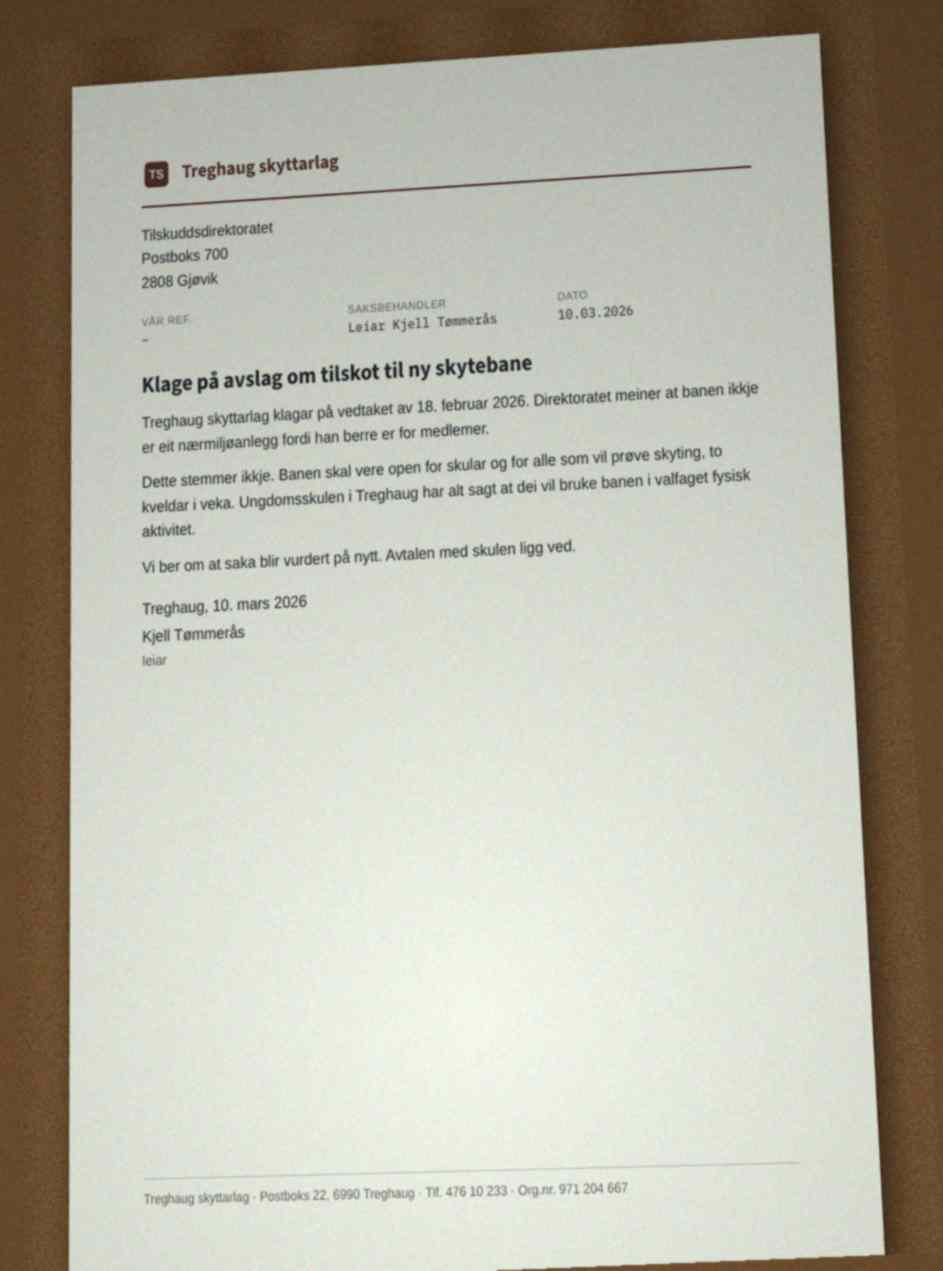 TS Treghaug skyttarlag
Tilskuddsdirektoratet
Postboks 700
2808 Gjøvik
VÅR REF.
–
SAKSBEHANDLER
Leiar Kjell Tømmerås
DATO
10.03.2026
Klage på avslag om tilskot til ny skytebane
Treghaug skyttarlag klagar på vedtaket av 18. februar 2026. Direktoratet meiner at banen ikkje
er eit nærmiljøanlegg fordi han berre er for medlemer.
Dette stemmer ikkje. Banen skal vere open for skular og for alle som vil prøve skyting, to
kveldar i veka. Ungdomsskulen i Treghaug har alt sagt at dei vil bruke banen i valfaget fysisk
aktivitet.
Vi ber om at saka blir vurdert på nytt. Avtalen med skulen ligg ved.
Treghaug, 10. mars 2026
Kjell Tømmerås
leiar
Treghaug skyttarlag · Postboks 22, 6990 Treghaug · Tlf. 476 10 233 · Org.nr. 971 204 667